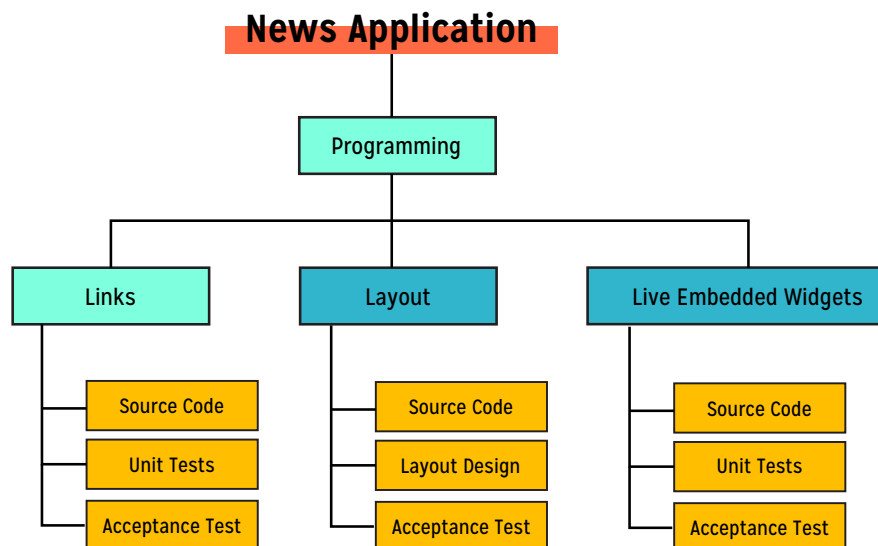 News Application
Programming
Links
Layout
Live Embedded Widgets
Source Code
Unit Tests
Acceptance Test
Source Code
Layout Design
Acceptance Test
Source Code
Unit Tests
Acceptance Test